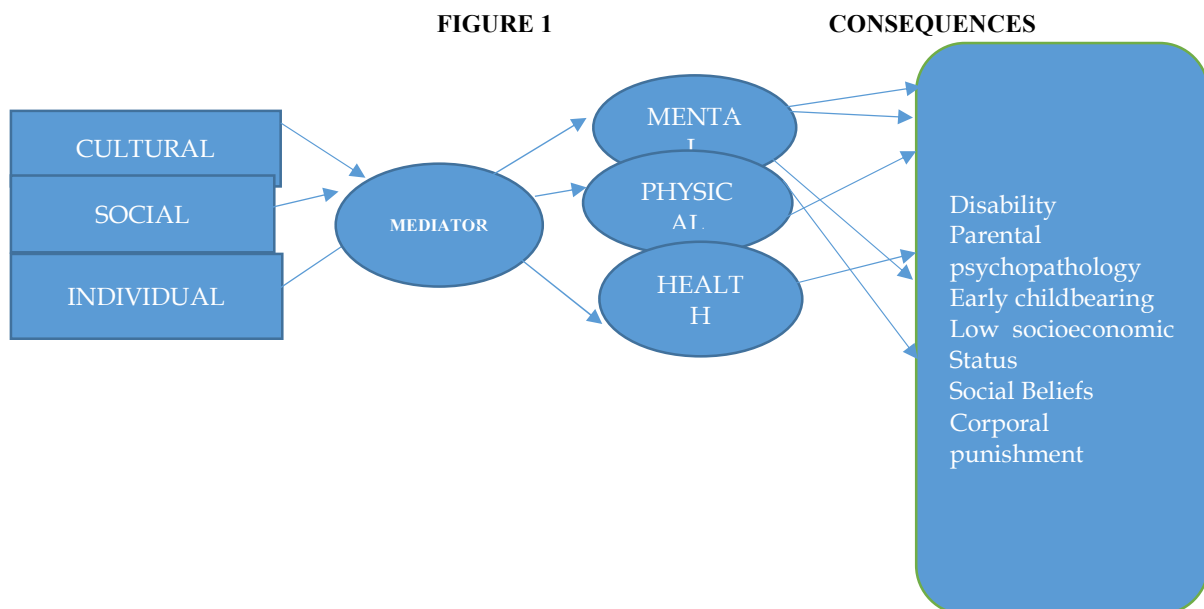 FIGURE 1
CONSEQUENCES
CULTURAL
SOCIAL
INDIVIDUAL
MEDIATOR
MENTA
L
PHYSIC
AL
HEALT
H
Disability
Parental
psychopathology
Early childbearing
Low socioeconomic
Status
Social Beliefs
Corporal
punishment